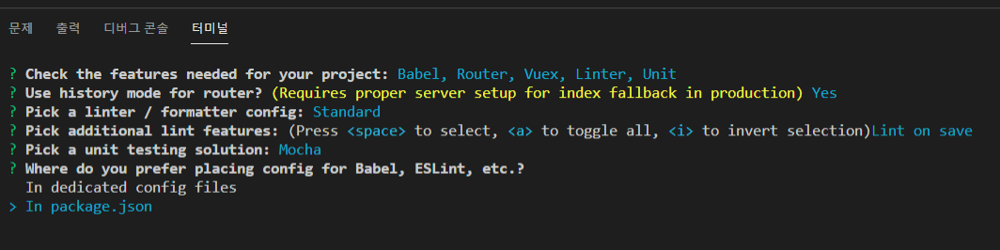 문제 출력 디버그 콘솔 터미널
? Check the features needed for your project: Babel, Router, Vuex, Linter, Unit
? Use history mode for router? (Requires proper server setup for index fallback in production) Yes
? Pick a linter / formatter config: Standard
? Pick additional lint features: (Press <space> to select, <a> to toggle all, <i> to invert selection)Lint on save
? Pick a unit testing solution: Mocha
? Where do you prefer placing config for Babel, ESLint, etc.?
In dedicated config files
> In package.json